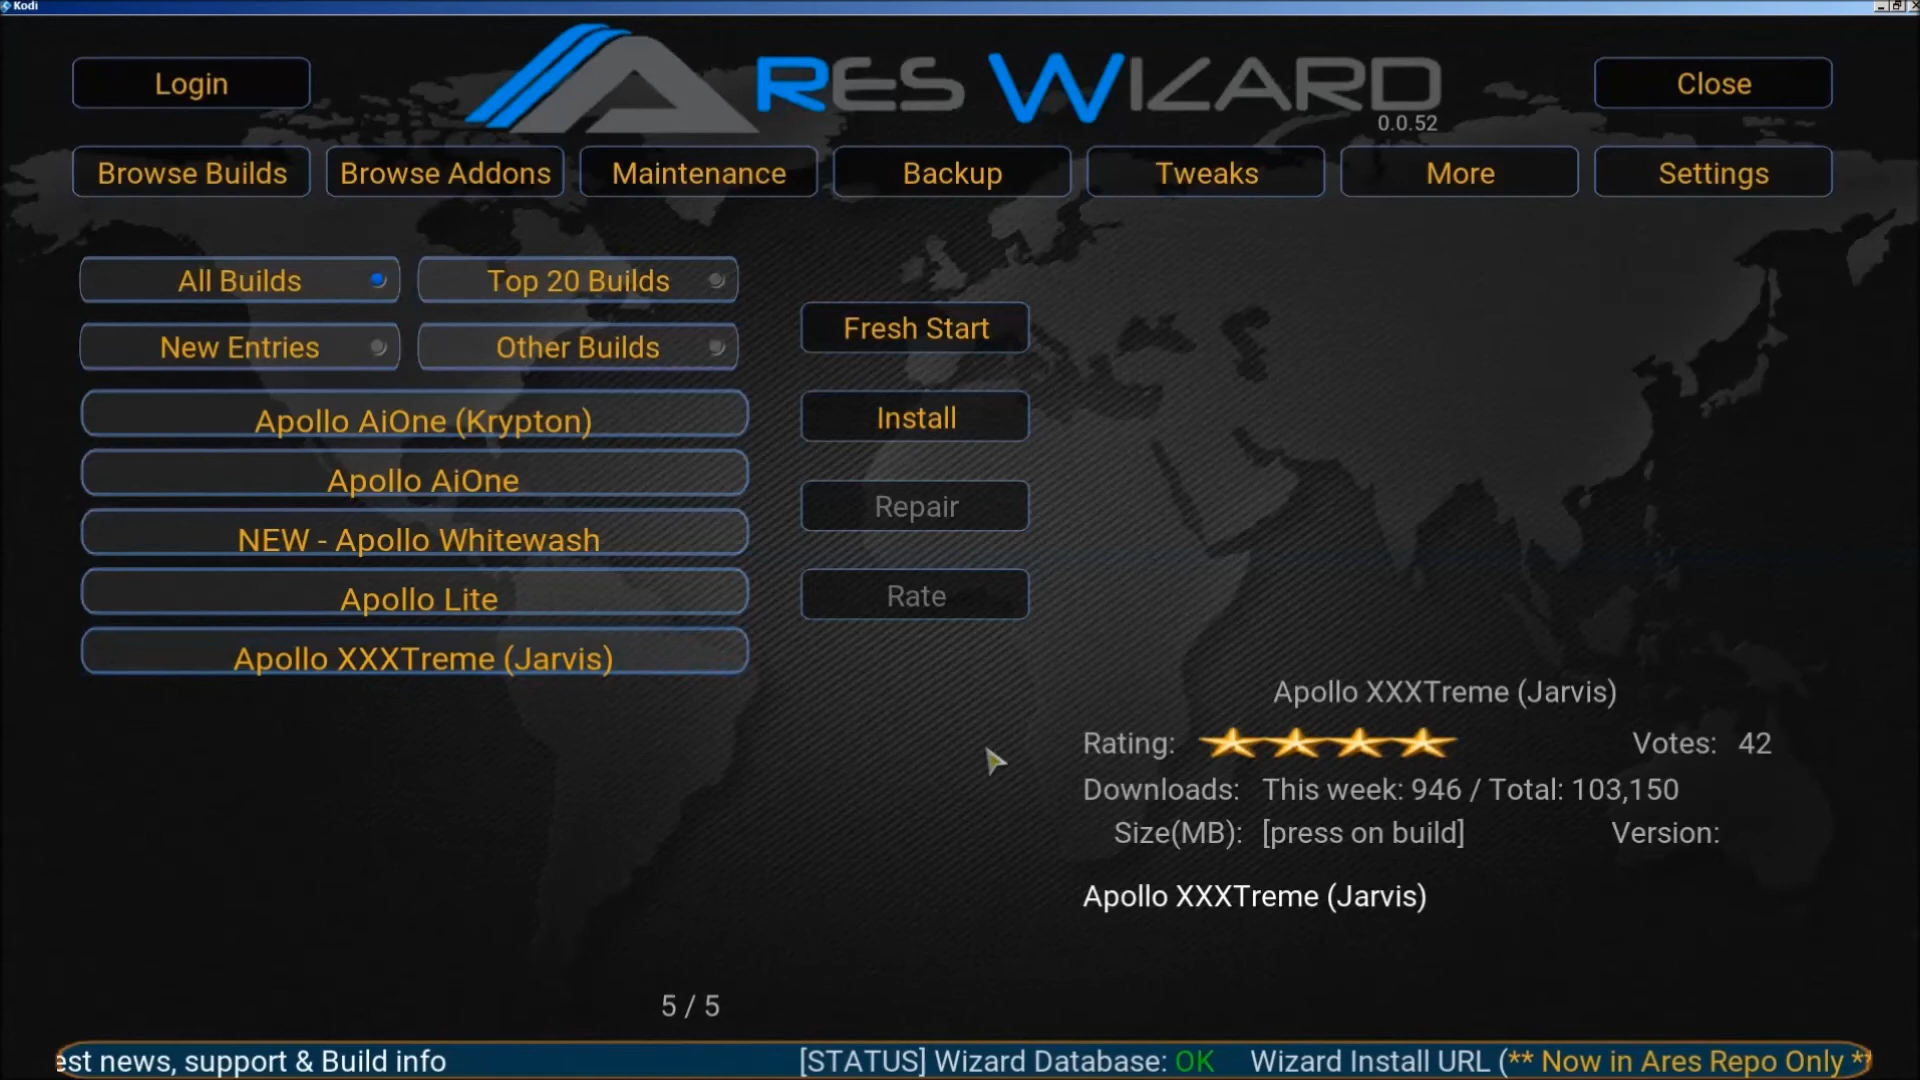 Kodi
Login
ARES WIZARD
0.0.52
Close
Browse Builds
Browse Addons
Maintenance
Backup
Tweaks
More
Settings
All Builds
Top 20 Builds
New Entries
Other Builds
Apollo AiOne (Krypton)
Apollo AiOne
NEW - Apollo Whitewash
Apollo Lite
Apollo XXXTreme (Jarvis)
Fresh Start
Install
Repair
Rate
Apollo XXXTreme (Jarvis)
Rating:
Votes: 42
Downloads: This week: 946 / Total: 103,150
Size(MB): [press on build]
Version:
Apollo XXXTreme (Jarvis)
5 / 5
est news, support & Build info
[STATUS] Wizard Database: OK
Wizard Install URL (** Now in Ares Repo Only **